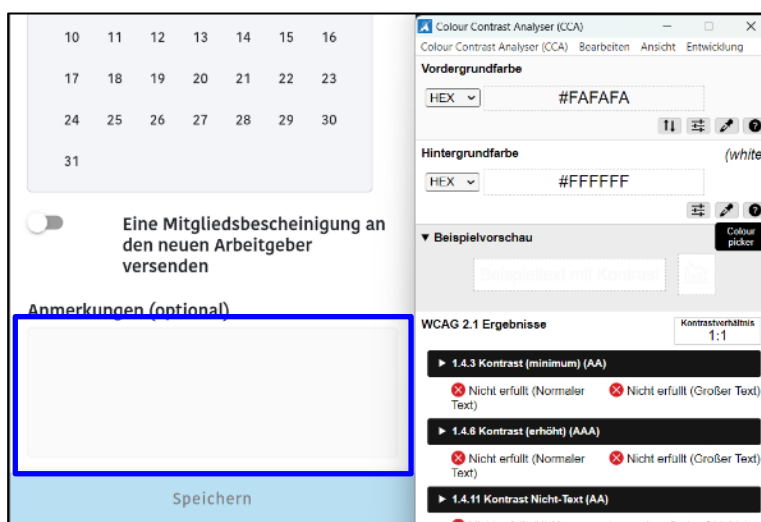 10 11 12 13 14 15 16
17 18 19 20 21 22 23
24 25 26 27 28 29 30
31
Eine Mitgliedsbescheinigung an
den neuen Arbeitgeber
versenden
Anmerkungen (optional)
Speichern
Colour Contrast Analyser (CCA)
Colour Contrast Analyser (CCA) Bearbeiten Ansicht Entwicklung
Vordergrundfarbe
HEX #FAFAFA
Hintergrundfarbe (white
HEX #FFFFFF
Colour
picker
▼ Beispielvorschau
Beispieltext mit Kontrast
WCAG 2.1 Ergebnisse
Kontrastverhältnis
1:1
▶ 1.4.3 Kontrast (minimum) (AA)
Nicht erfüllt (Normaler Text) Nicht erfüllt (Großer Text)
▶ 1.4.6 Kontrast (erhöht) (AAA)
Nicht erfüllt (Normaler Text) Nicht erfüllt (Großer Text)
▶ 1.4.11 Kontrast Nicht-Text (AA)